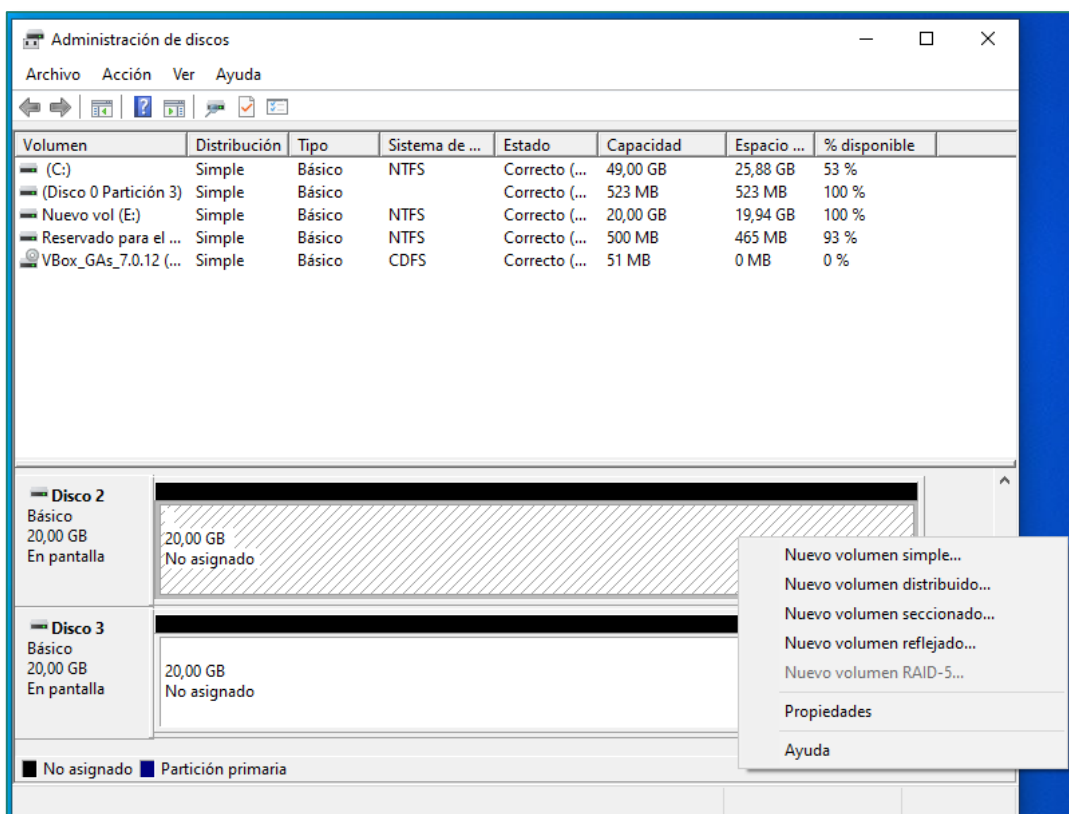 Administración de discos
Archivo Acción Ver Ayuda
Volumen Distribución Tipo Sistema de ... Estado Capacidad Espacio ... % disponible
(C:) Simple Básico NTFS Correcto (... 49,00 GB 25,88 GB 53 %
(Disco 0 Partición 3) Simple Básico Correcto (... 523 MB 523 MB 100 %
Nuevo vol (E:) Simple Básico NTFS Correcto (... 20,00 GB 19,94 GB 100 %
Reservado para el ... Simple Básico NTFS Correcto (... 500 MB 465 MB 93 %
VBox_GAs_7.0.12 (... Simple Básico CDFS Correcto (... 51 MB 0 MB 0 %
Disco 2
Básico
20,00 GB
En pantalla
20,00 GB
No asignado
Disco 3
Básico
20,00 GB
En pantalla
20,00 GB
No asignado
Nuevo volumen simple...
Nuevo volumen distribuido...
Nuevo volumen seccionado...
Nuevo volumen reflejado...
Nuevo volumen RAID-5...
Propiedades
Ayuda
No asignado Partición primaria